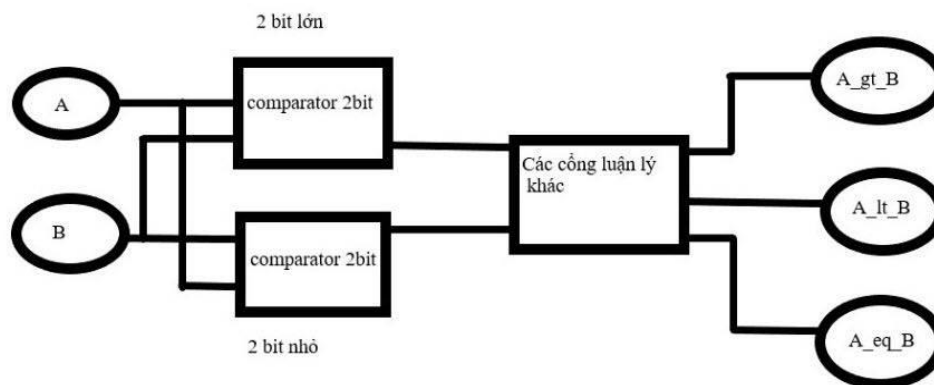 2 bit lớn
A
comparator 2bit
A_gt_B
Các cổng luận lý
khác
B
comparator 2bit
A_lt_B
2 bit nhỏ
A_eq_B